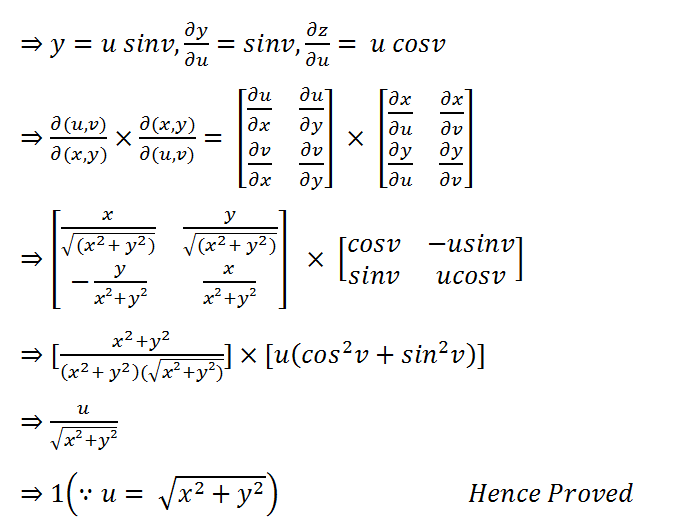 ⇒ y = u sinv, ∂y/∂u = sinv, ∂z/∂u = u cosv
⇒ ∂(u,v)/∂(x,y) × ∂(x,y)/∂(u,v) = [∂u/∂x ∂u/∂y; ∂v/∂x ∂v/∂y] × [∂x/∂u ∂x/∂v; ∂y/∂u ∂y/∂v]
⇒ [x/√(x²+ y²) y/√(x²+ y²); −y/x²+y² x/x²+y²] × [cosv −usinv; sinv ucosv]
⇒ [x²+y²/(x²+ y²)(√x²+y²)] × [u(cos²v + sin²v)]
⇒ u/√x²+y²
⇒ 1(∵ u = √x² + y²) Hence Proved